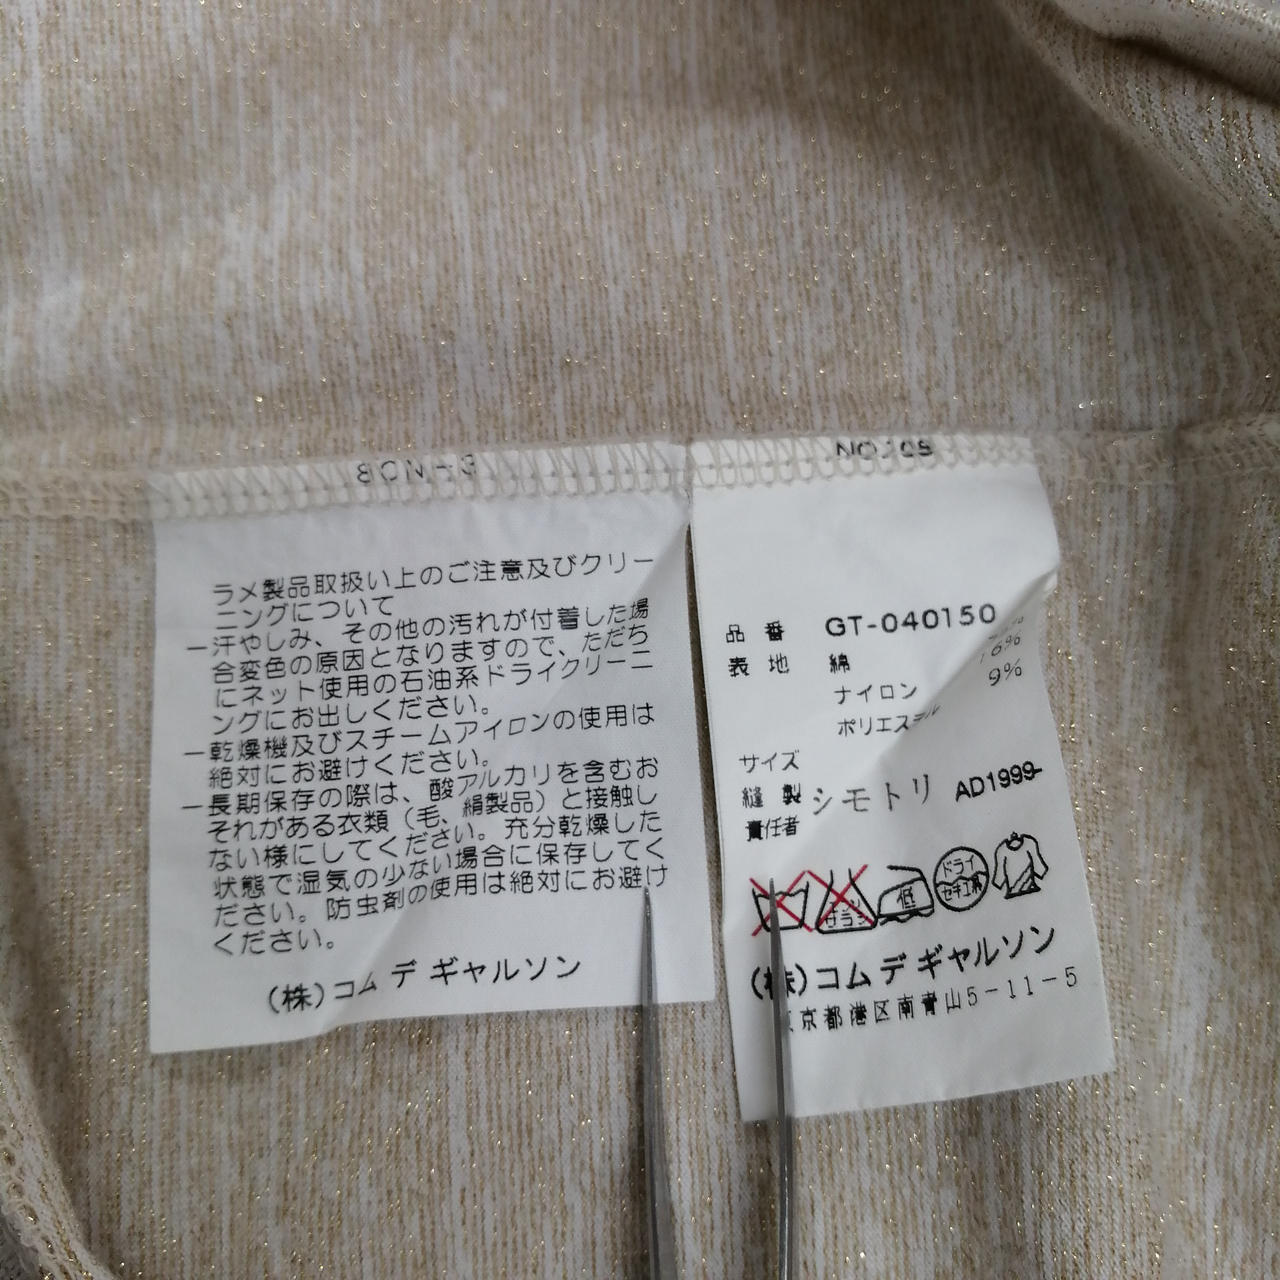 ラメ製品取扱い上のご注意及びクリー
ニングについて
ー汗やしみ、その他の汚れが付着した場
合変色の原因となりますので、ただち
にネット使用の石油系ドライクリーニ
ングにお出しください。
ー乾燥機及びスチームアイロンの使用は
絶対にお避けください。
ー長期保存の際は、酸アルカリを含むお
それがある衣類（毛、絹製品）と接触し
ない様にしてください。充分乾燥した
状態で湿気の少ない場合に保存してく
ださい。防虫剤の使用は絶対にお避け
ください。
(株)コムデギャルソン
品番 GT-040150
表地 綿
ナイロン 16%
ポリエステル 9%
サイズ
縫製 シモトリ AD1999
責任者
低
ドライ
セキユ系
(株)コムデギャルソン
京都港区南青山5-11-5